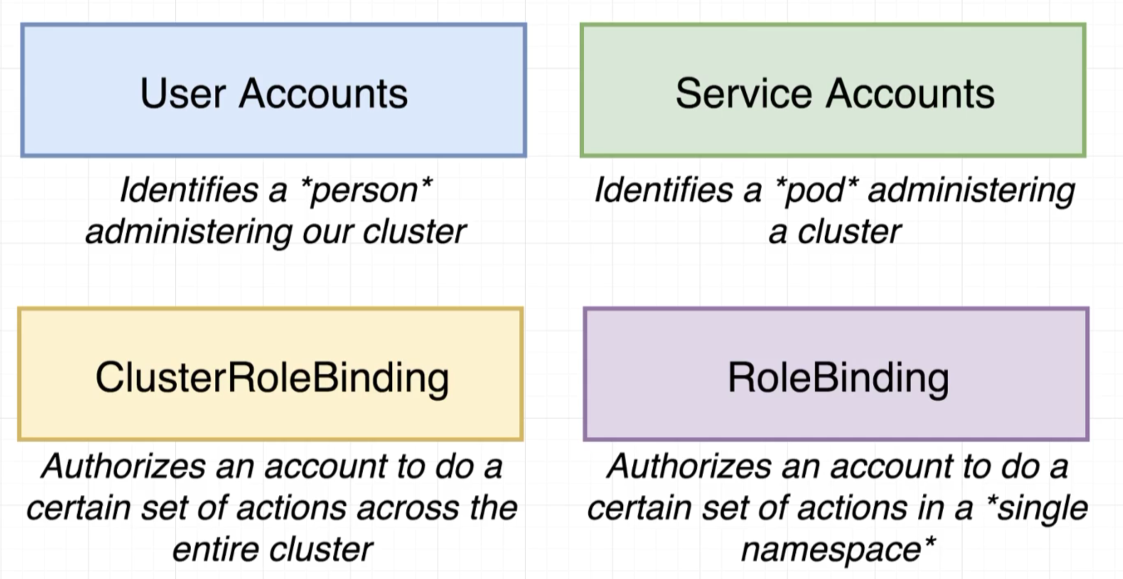 User Accounts
Identifies a *person*
administering our cluster
Service Accounts
Identifies a *pod* administering
a cluster
ClusterRoleBinding
Authorizes an account to do a
certain set of actions across the
entire cluster
RoleBinding
Authorizes an account to do a
certain set of actions in a *single
namespace*